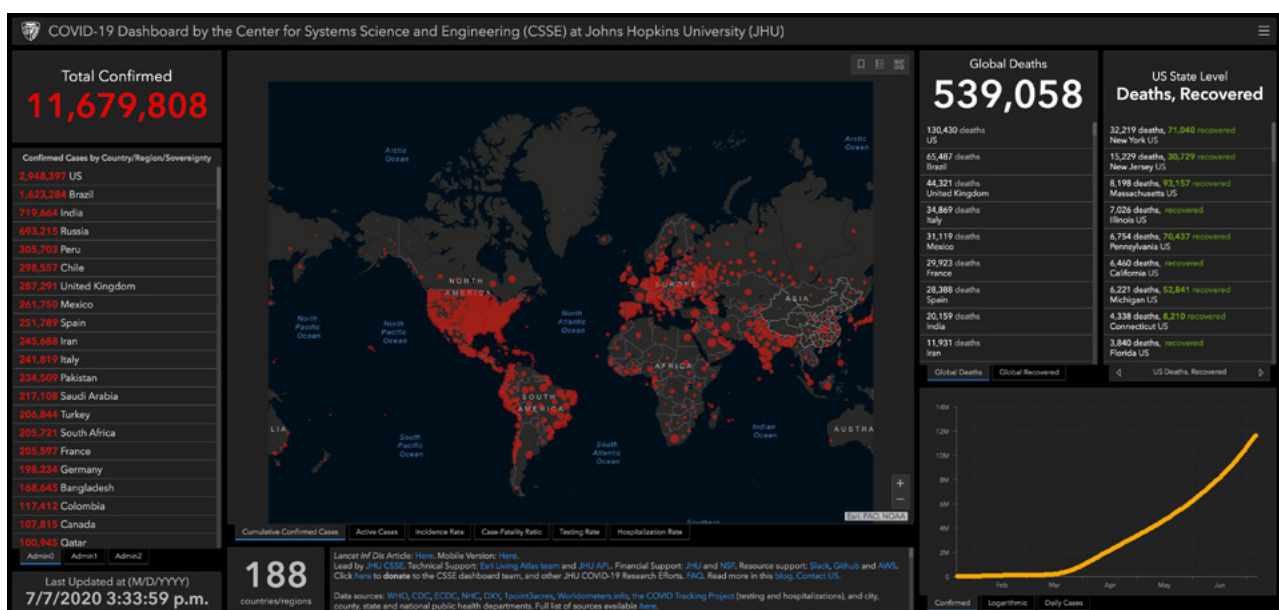 COVID-19 Dashboard by the Center for Systems Science and Engineering (CSSE) at Johns Hopkins University (JHU)
Total Confirmed
11,679,808
Confirmed Cases by Country/Region/Sovereignty
2,948,397 US
1,623,284 Brazil
719,664 India
693,215 Russia
305,703 Peru
298,557 Chile
287,291 United Kingdom
261,750 Mexico
251,789 Spain
245,688 Iran
241,819 Italy
234,509 Pakistan
217,108 Saudi Arabia
206,844 Turkey
205,721 South Africa
205,597 France
198,234 Germany
168,645 Bangladesh
117,412 Colombia
107,815 Canada
100,945 Qatar
Admin0 Admin1 Admin2
Last Updated at (M/D/YYYY)
7/7/2020 3:33:59 p.m.
Arctic
Ocean
Arctic
Ocean
NORTH
AMERICA
EUROPE
ASIA
North
Pacific
Ocean
North
Pacific
Ocean
North
Atlantic
Ocean
AFRICA
SOUTH
AMERICA
LIA
Indian
Ocean
AUSTRA
South
Pacific
Ocean
South
Atlantic
Ocean
Southern
+
−
Esri, FAO, NOAA
Cumulative Confirmed Cases Active Cases Incidence Rate Case-Fatality Ratio Testing Rate Hospitalization Rate
188
countries/regions
Lancet Inf Dis Article: Here. Mobile Version: Here.
Lead by JHU CSSE. Technical Support: Esri Living Atlas team and JHU APL. Financial Support: JHU and NSF. Resource support: Slack, Github and AWS.
Click here to donate to the CSSE dashboard team, and other JHU COVID-19 Research Efforts. FAQ. Read more in this blog. Contact US.
Data sources: WHO, CDC, ECDC, NHC, DXY, 1point3acres, Worldometers.info, the COVID Tracking Project (testing and hospitalizations), and city,
county, state and national public health departments. Full list of sources available here.
Global Deaths
539,058
130,430 deaths
US
65,487 deaths
Brazil
44,321 deaths
United Kingdom
34,869 deaths
Italy
31,119 deaths
Mexico
29,923 deaths
France
28,388 deaths
Spain
20,159 deaths
India
11,931 deaths
Iran
Global Deaths Global Recovered
US State Level
Deaths, Recovered
32,219 deaths, 71,040 recovered
New York US
15,229 deaths, 30,729 recovered
New Jersey US
8,198 deaths, 93,157 recovered
Massachusetts US
7,026 deaths, recovered
Illinois US
6,754 deaths, 70,437 recovered
Pennsylvania US
6,460 deaths, recovered
California US
6,221 deaths, 52,841 recovered
Michigan US
4,338 deaths, 8,210 recovered
Connecticut US
3,840 deaths, recovered
Florida US
US Deaths, Recovered
14M
12M
10M
8M
6M
4M
2M
0
Feb Mar Apr May Jun
Confirmed Logarithmic Daily Cases